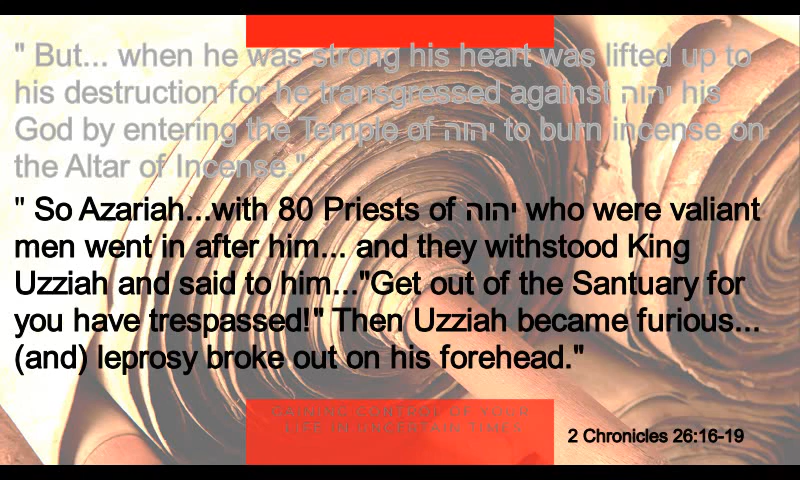 " But... when he was strong his heart was lifted up to
his destruction for he transgressed against יהוה his
God by entering the Temple of יהוה to burn incense on
the Altar of Incense."
" So Azariah...with 80 Priests of יהוה who were valiant
men went in after him... and they withstood King
Uzziah and said to him..."Get out of the Santuary for
you have trespassed!" Then Uzziah became furious...
(and) leprosy broke out on his forehead."
GAINING CONTROL OF YOUR
LIFE IN UNCERTAIN TIMES
2 Chronicles 26:16-19